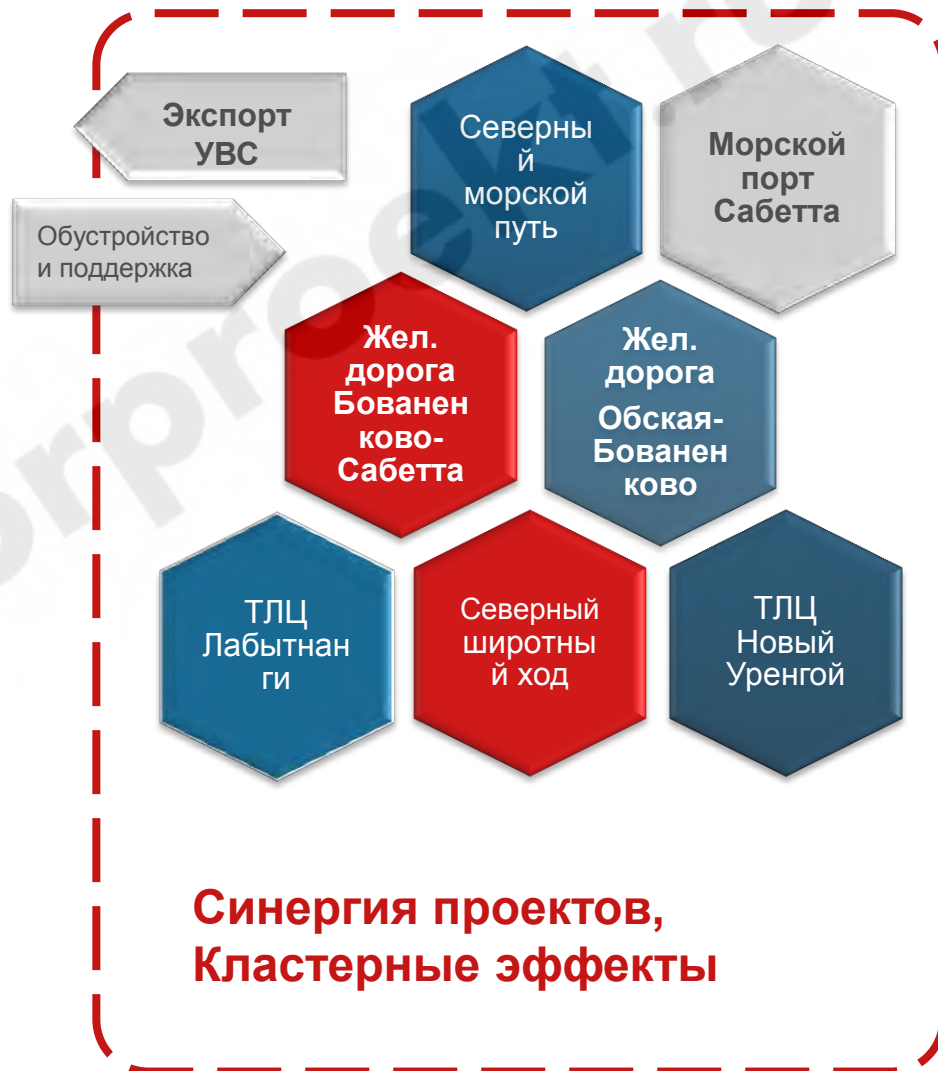 Экспорт
УВС
Обустройство
и поддержка
Северны
й
морской
путь
Морской
порт
Сабетта
Жел.
дорога
Бованен
ково-
Сабетта
Жел.
дорога
Обская-
Бованен
ково
ТЛЦ
Лабытнан
ги
Северный
широтны
й ход
ТЛЦ
Новый
Уренгой
Синергия проектов,
Кластерные эффекты